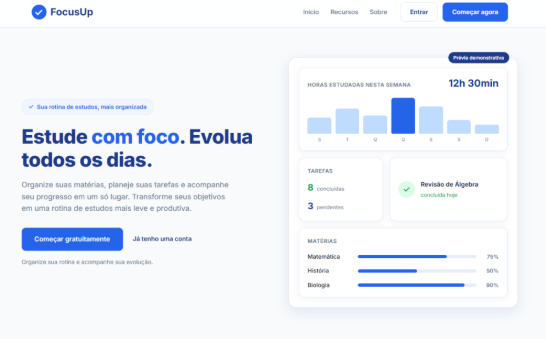 FocusUp
Início Recursos Sobre Entrar Começar agora
Prévia demonstrativa
✓ Sua rotina de estudos, mais organizada
Estude com foco. Evolua
todos os dias.
Organize suas matérias, planeje suas tarefas e acompanhe
seu progresso em um só lugar. Transforme seus objetivos
em uma rotina de estudos mais leve e produtiva.
Começar gratuitamente Já tenho uma conta
Organize sua rotina e acompanhe sua evolução.
HORAS ESTUDADAS NESTA SEMANA 12h 30min
S T Q Q S S D
TAREFAS
8 concluídas
3 pendentes
Revisão de Álgebra
concluída hoje
MATÉRIAS
Matemática 75%
História 50%
Biologia 90%